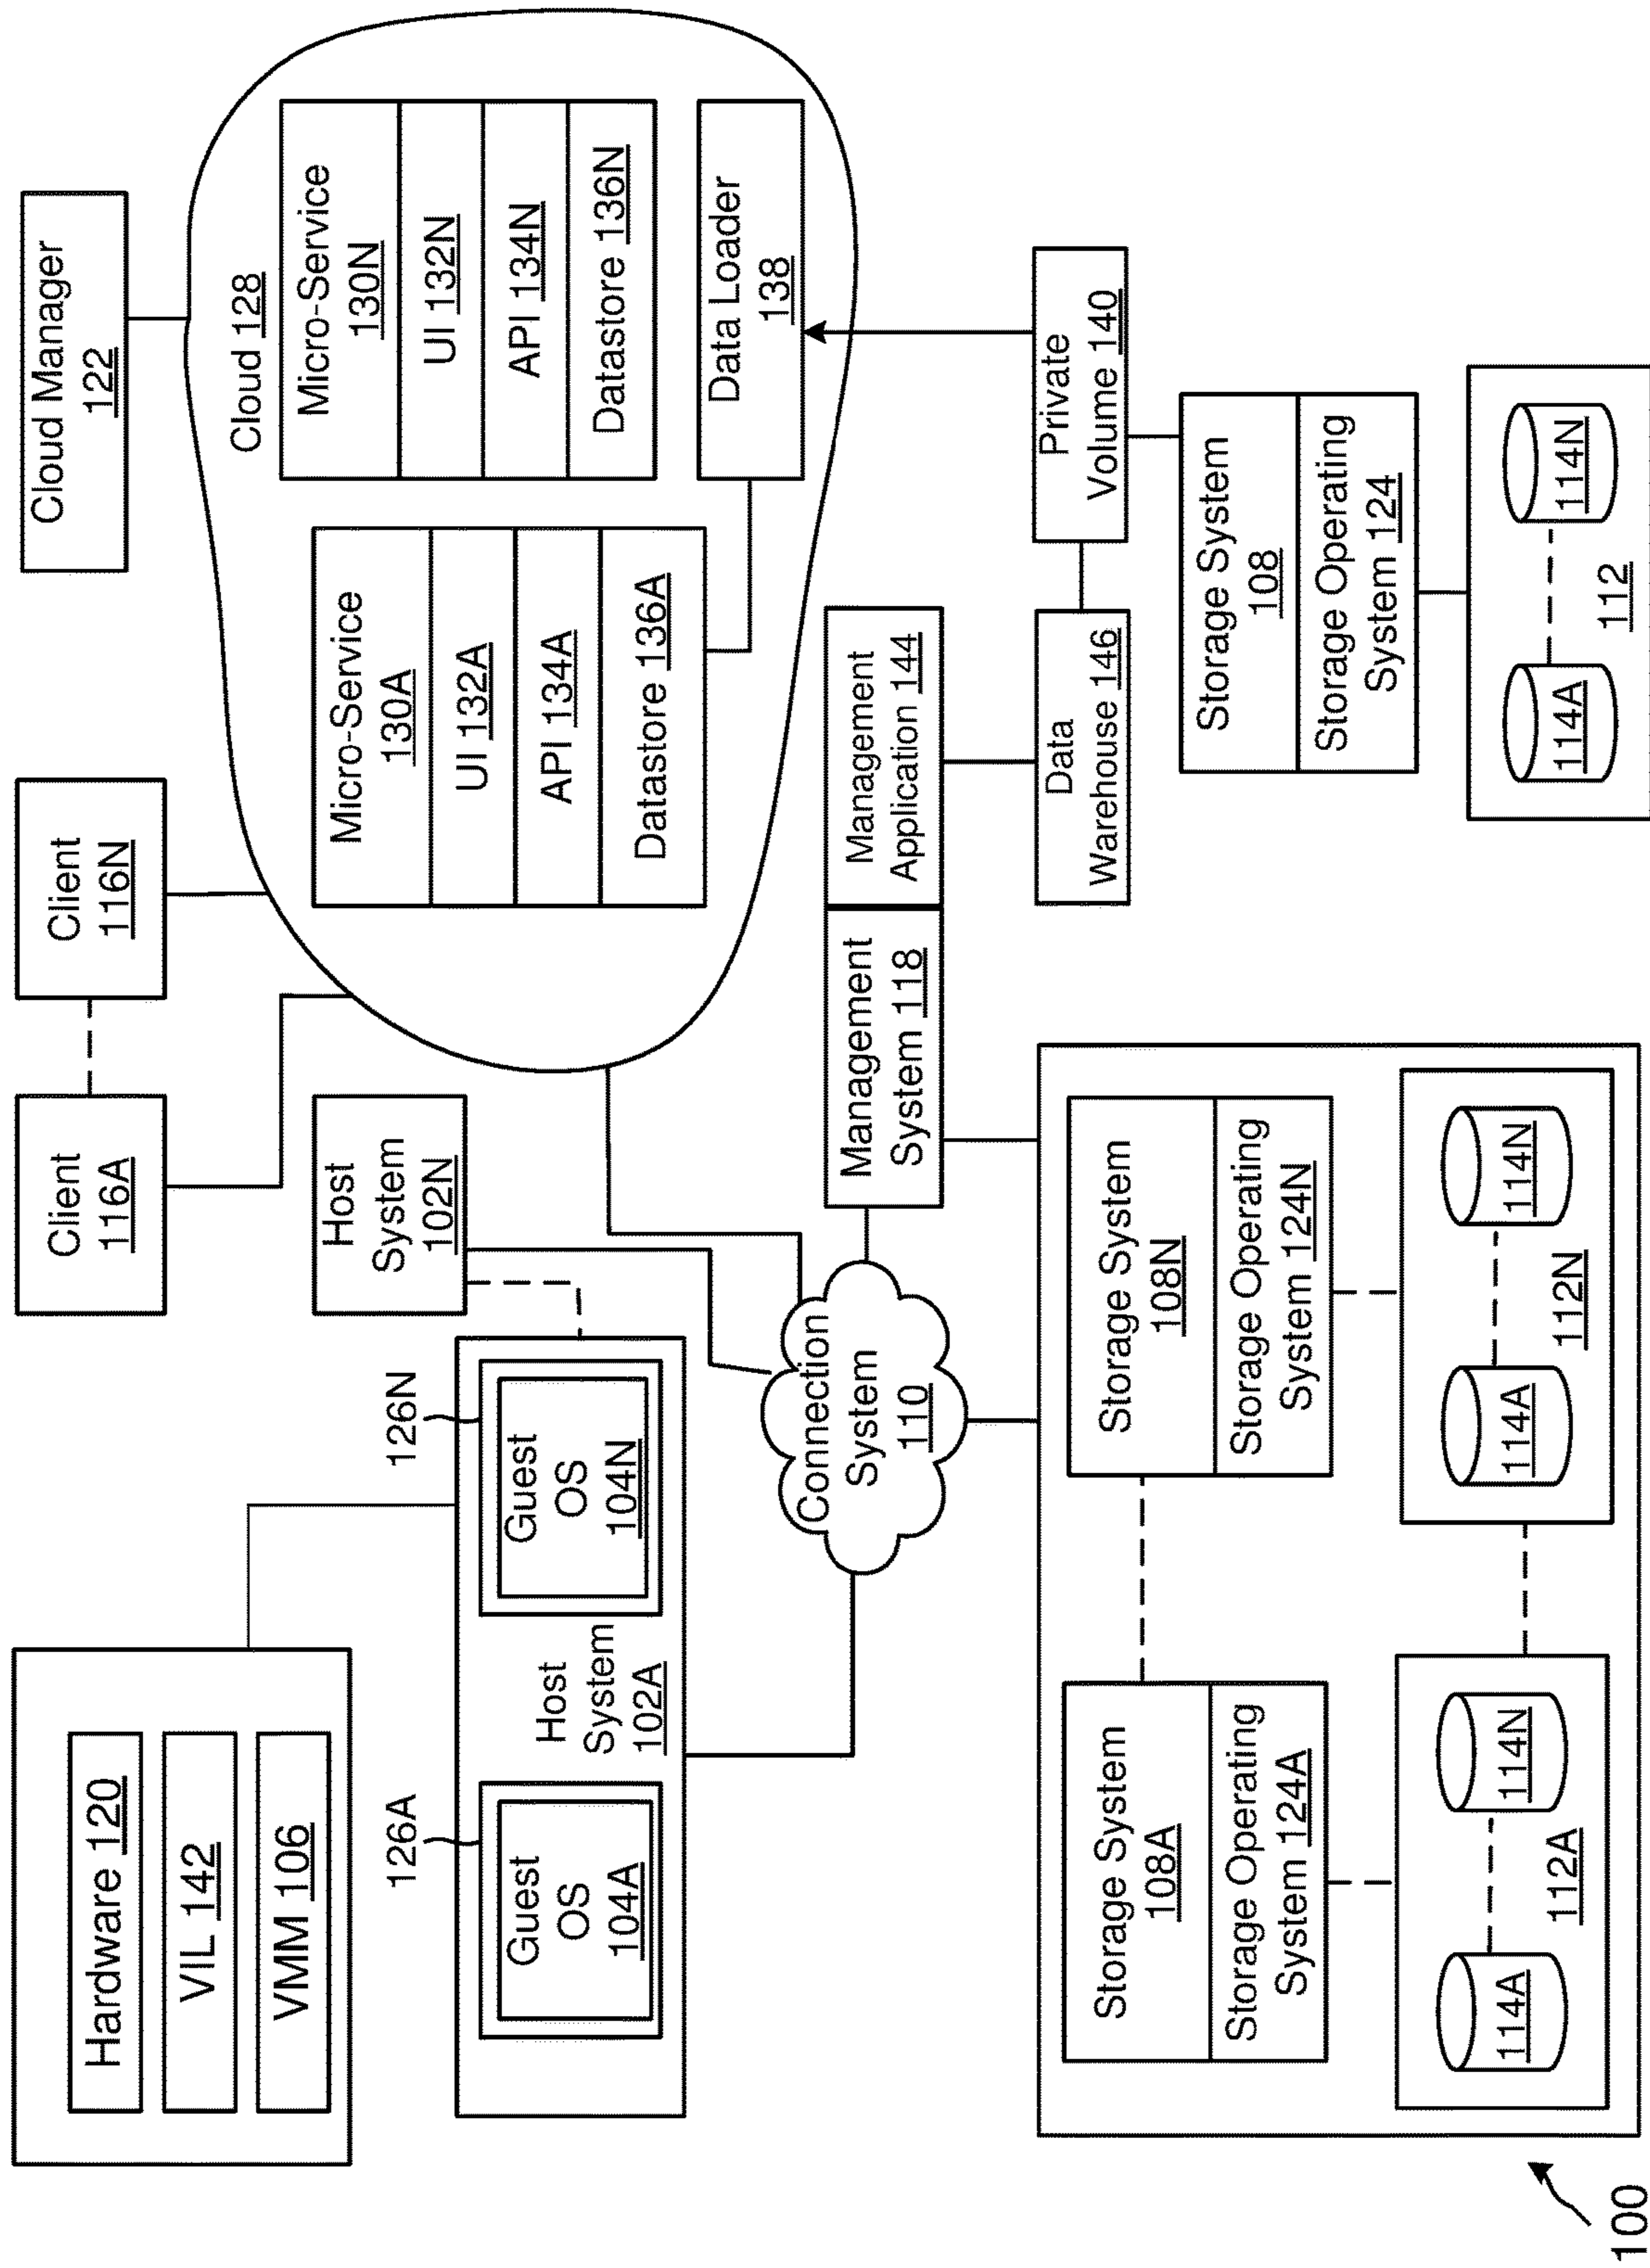 100
Hardware 120
VIL 142
VMM 106
126A
126N
Guest
OS
104A
Host
System
102A
Guest
OS
104N
Host
System
102N
Client
116A
Client
116N
Cloud Manager
122
Cloud 128
Micro-Service
130A
UI 132A
API 134A
Datastore 136A
Micro-Service
130N
UI 132N
API 134N
Datastore 136N
Data Loader
138
Connection
System
110
Management
System 118
Management
Application 144
Data
Warehouse 146
Private
Volume 140
Storage System
108
Storage Operating
System 124
114A
114N
112
Storage System
108A
Storage Operating
System 124A
114A
114N
112A
Storage System
108N
Storage Operating
System 124N
114A
114N
112N